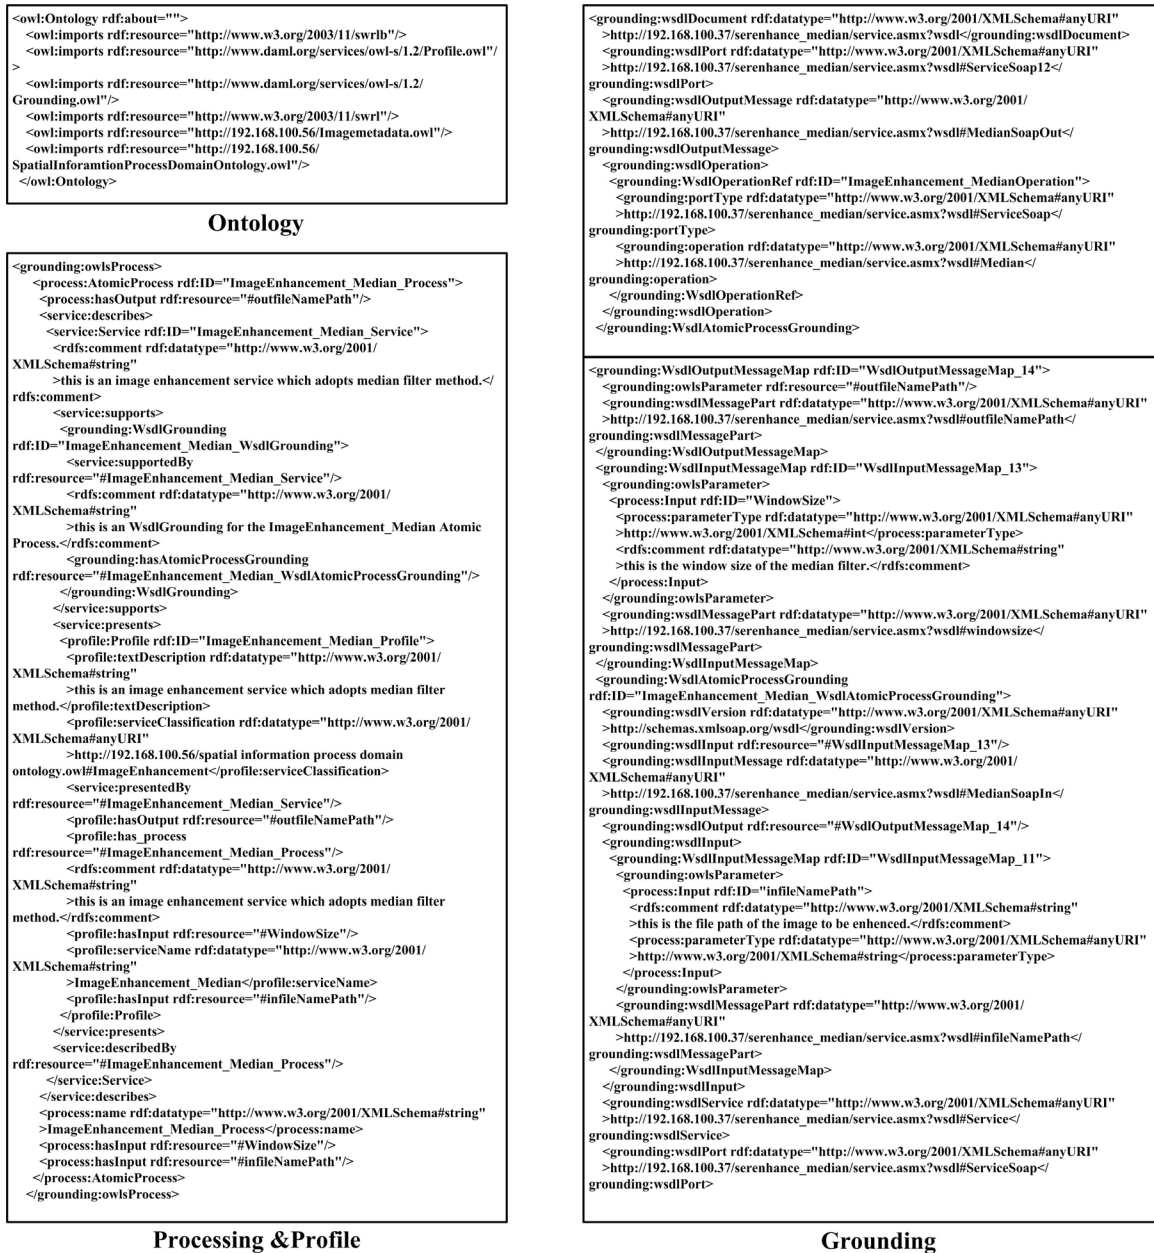 <owl:Ontology rdf:about="">
<owl:imports rdf:resource="http://www.w3.org/2003/11/swrlb"/>
<owl:imports rdf:resource="http://www.daml.org/services/owl-s/1.2/Profile.owl"/
>
<owl:imports rdf:resource="http://www.daml.org/services/owl-s/1.2/
Grounding.owl"/>
<owl:imports rdf:resource="http://www.w3.org/2003/11/swrl"/>
<owl:imports rdf:resource="http://192.168.100.56/Imagemetadata.owl"/>
<owl:imports rdf:resource="http://192.168.100.56/
SpatialInforamtionProcessDomainOntology.owl"/>
</owl:Ontology>
Ontology
<grounding:owlsProcess>
<process:AtomicProcess rdf:ID="ImageEnhancement_Median_Process">
<process:hasOutput rdf:resource="#outfileNamePath"/>
<service:describes>
<service:Service rdf:ID="ImageEnhancement_Median_Service">
<rdfs:comment rdf:datatype="http://www.w3.org/2001/
XMLSchema#string"
>this is an image enhancement service which adopts median filter method.</
rdfs:comment>
<service:supports>
<grounding:WsdlGrounding
rdf:ID="ImageEnhancement_Median_WsdlGrounding">
<service:supportedBy
rdf:resource="#ImageEnhancement_Median_Service"/>
<rdfs:comment rdf:datatype="http://www.w3.org/2001/
XMLSchema#string"
>this is an WsdlGrounding for the ImageEnhancement_Median Atomic
Process.</rdfs:comment>
<grounding:hasAtomicProcessGrounding
rdf:resource="#ImageEnhancement_Median_WsdlAtomicProcessGrounding"/>
</grounding:WsdlGrounding>
</service:supports>
<service:presents>
<profile:Profile rdf:ID="ImageEnhancement_Median_Profile">
<profile:textDescription rdf:datatype="http://www.w3.org/2001/
XMLSchema#string"
>this is an image enhancement service which adopts median filter
method.</profile:textDescription>
<profile:serviceClassification rdf:datatype="http://www.w3.org/2001/
XMLSchema#anyURI"
>http://192.168.100.56/spatial information process domain
ontology.owl#ImageEnhancement</profile:serviceClassification>
<service:presentedBy
rdf:resource="#ImageEnhancement_Median_Service"/>
<profile:hasOutput rdf:resource="#outfileNamePath"/>
<profile:has_process
rdf:resource="#ImageEnhancement_Median_Process"/>
<rdfs:comment rdf:datatype="http://www.w3.org/2001/
XMLSchema#string"
>this is an image enhancement service which adopts median filter
method.</rdfs:comment>
<profile:hasInput rdf:resource="#WindowSize"/>
<profile:serviceName rdf:datatype="http://www.w3.org/2001/
XMLSchema#string"
>ImageEnhancement_Median</profile:serviceName>
<profile:hasInput rdf:resource="#infileNamePath"/>
</profile:Profile>
</service:presents>
<service:describedBy
rdf:resource="#ImageEnhancement_Median_Process"/>
</service:Service>
</service:describes>
<process:name rdf:datatype="http://www.w3.org/2001/XMLSchema#string"
>ImageEnhancement_Median_Process</process:name>
<process:hasInput rdf:resource="#WindowSize"/>
<process:hasInput rdf:resource="#infileNamePath"/>
</process:AtomicProcess>
</grounding:owlsProcess>
Processing &Profile
<grounding:wsdlDocument rdf:datatype="http://www.w3.org/2001/XMLSchema#anyURI"
>http://192.168.100.37/serenhance_median/service.asmx?wsdl</grounding:wsdlDocument>
<grounding:wsdlPort rdf:datatype="http://www.w3.org/2001/XMLSchema#anyURI"
>http://192.168.100.37/serenhance_median/service.asmx?wsdl#ServiceSoap12</
grounding:wsdlPort>
<grounding:wsdlOutputMessage rdf:datatype="http://www.w3.org/2001/
XMLSchema#anyURI"
>http://192.168.100.37/serenhance_median/service.asmx?wsdl#MedianSoapOut</
grounding:wsdlOutputMessage>
<grounding:wsdlOperation>
<grounding:WsdlOperationRef rdf:ID="ImageEnhancement_MedianOperation">
<grounding:portType rdf:datatype="http://www.w3.org/2001/XMLSchema#anyURI"
>http://192.168.100.37/serenhance_median/service.asmx?wsdl#ServiceSoap</
grounding:portType>
<grounding:operation rdf:datatype="http://www.w3.org/2001/XMLSchema#anyURI"
>http://192.168.100.37/serenhance_median/service.asmx?wsdl#Median</
grounding:operation>
</grounding:WsdlOperationRef>
</grounding:wsdlOperation>
</grounding:WsdlAtomicProcessGrounding>
<grounding:WsdlOutputMessageMap rdf:ID="WsdlOutputMessageMap_14">
<grounding:owlsParameter rdf:resource="#outfileNamePath"/>
<grounding:wsdlMessagePart rdf:datatype="http://www.w3.org/2001/XMLSchema#anyURI"
>http://192.168.100.37/serenhance_median/service.asmx?wsdl#outfileNamePath</
grounding:wsdlMessagePart>
</grounding:WsdlOutputMessageMap>
<grounding:WsdlInputMessageMap rdf:ID="WsdlInputMessageMap_13">
<grounding:owlsParameter>
<process:Input rdf:ID="WindowSize">
<process:parameterType rdf:datatype="http://www.w3.org/2001/XMLSchema#anyURI"
>http://www.w3.org/2001/XMLSchema#int</process:parameterType>
<rdfs:comment rdf:datatype="http://www.w3.org/2001/XMLSchema#string"
>this is the window size of the median filter.</rdfs:comment>
</process:Input>
</grounding:owlsParameter>
<grounding:wsdlMessagePart rdf:datatype="http://www.w3.org/2001/XMLSchema#anyURI"
>http://192.168.100.37/serenhance_median/service.asmx?wsdl#windowsize</
grounding:wsdlMessagePart>
</grounding:WsdlInputMessageMap>
<grounding:WsdlAtomicProcessGrounding
rdf:ID="ImageEnhancement_Median_WsdlAtomicProcessGrounding">
<grounding:wsdlVersion rdf:datatype="http://www.w3.org/2001/XMLSchema#anyURI"
>http://schemas.xmlsoap.org/wsdl</grounding:wsdlVersion>
<grounding:wsdlInput rdf:resource="#WsdlInputMessageMap_13"/>
<grounding:wsdlInputMessage rdf:datatype="http://www.w3.org/2001/
XMLSchema#anyURI"
>http://192.168.100.37/serenhance_median/service.asmx?wsdl#MedianSoapIn</
grounding:wsdlInputMessage>
<grounding:wsdlOutput rdf:resource="#WsdlOutputMessageMap_14"/>
<grounding:wsdlInput>
<grounding:WsdlInputMessageMap rdf:ID="WsdlInputMessageMap_11">
<grounding:owlsParameter>
<process:Input rdf:ID="infileNamePath">
<rdfs:comment rdf:datatype="http://www.w3.org/2001/XMLSchema#string"
>this is the file path of the image to be enhenced.</rdfs:comment>
<process:parameterType rdf:datatype="http://www.w3.org/2001/XMLSchema#anyURI"
>http://www.w3.org/2001/XMLSchema#string</process:parameterType>
</process:Input>
</grounding:owlsParameter>
<grounding:wsdlMessagePart rdf:datatype="http://www.w3.org/2001/
XMLSchema#anyURI"
>http://192.168.100.37/serenhance_median/service.asmx?wsdl#infileNamePath</
grounding:wsdlMessagePart>
</grounding:WsdlInputMessageMap>
</grounding:wsdlInput>
<grounding:wsdlService rdf:datatype="http://www.w3.org/2001/XMLSchema#anyURI"
>http://192.168.100.37/serenhance_median/service.asmx?wsdl#Service</
grounding:wsdlService>
<grounding:wsdlPort rdf:datatype="http://www.w3.org/2001/XMLSchema#anyURI"
>http://192.168.100.37/serenhance_median/service.asmx?wsdl#ServiceSoap</
grounding:wsdlPort>
Grounding